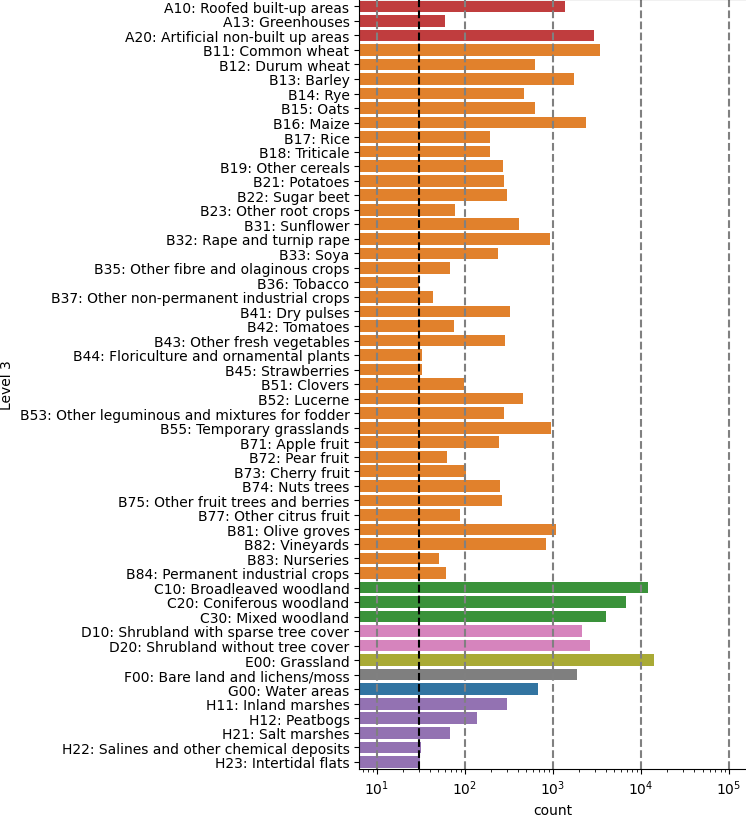 A10: Roofed built-up areas
A13: Greenhouses
A20: Artificial non-built up areas
B11: Common wheat
B12: Durum wheat
B13: Barley
B14: Rye
B15: Oats
B16: Maize
B17: Rice
B18: Triticale
B19: Other cereals
B21: Potatoes
B22: Sugar beet
B23: Other root crops
B31: Sunflower
B32: Rape and turnip rape
B33: Soya
B35: Other fibre and olaginous crops
B36: Tobacco
B37: Other non-permanent industrial crops
B41: Dry pulses
B42: Tomatoes
B43: Other fresh vegetables
B44: Floriculture and ornamental plants
B45: Strawberries
B51: Clovers
B52: Lucerne
B53: Other leguminous and mixtures for fodder
B55: Temporary grasslands
B71: Apple fruit
B72: Pear fruit
B73: Cherry fruit
B74: Nuts trees
B75: Other fruit trees and berries
B77: Other citrus fruit
B81: Olive groves
B82: Vineyards
B83: Nurseries
B84: Permanent industrial crops
C10: Broadleaved woodland
C20: Coniferous woodland
C30: Mixed woodland
D10: Shrubland with sparse tree cover
D20: Shrubland without tree cover
E00: Grassland
F00: Bare land and lichens/moss
G00: Water areas
H11: Inland marshes
H12: Peatbogs
H21: Salt marshes
H22: Salines and other chemical deposits
H23: Intertidal flats
Level 3
10¹ 10² 10³ 10⁴ 10⁵
count